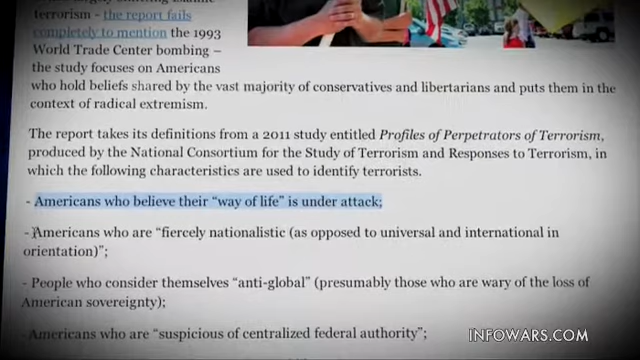 terrorism – the report fails
completely to mention the 1993
World Trade Center bombing –
the study focuses on Americans
who hold beliefs shared by the vast majority of conservatives and libertarians and puts them in the
context of radical extremism.
The report takes its definitions from a 2011 study entitled Profiles of Perpetrators of Terrorism,
produced by the National Consortium for the Study of Terrorism and Responses to Terrorism, in
which the following characteristics are used to identify terrorists.
- Americans who believe their “way of life” is under attack;
- Americans who are “fiercely nationalistic (as opposed to universal and international in
orientation)”;
- People who consider themselves “anti-global” (presumably those who are wary of the loss of
American sovereignty);
- Americans who are “suspicious of centralized federal authority”;
INFOWARS.COM